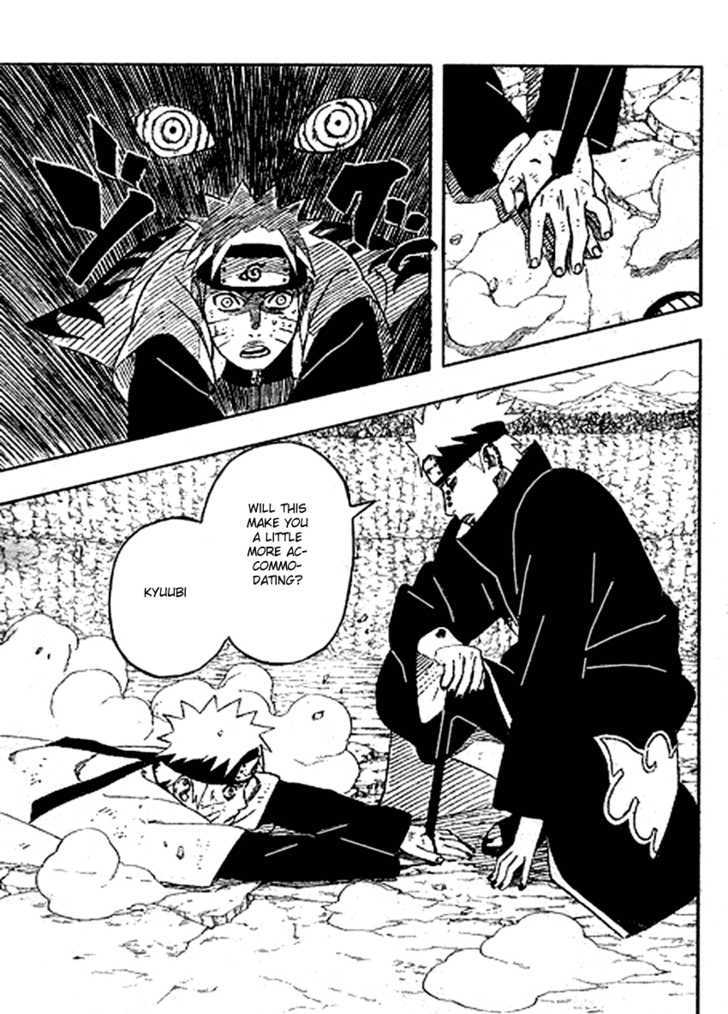 WILL THIS
MAKE YOU
A LITTLE
MORE AC-
COMMO-
DATING?
KYUUBI